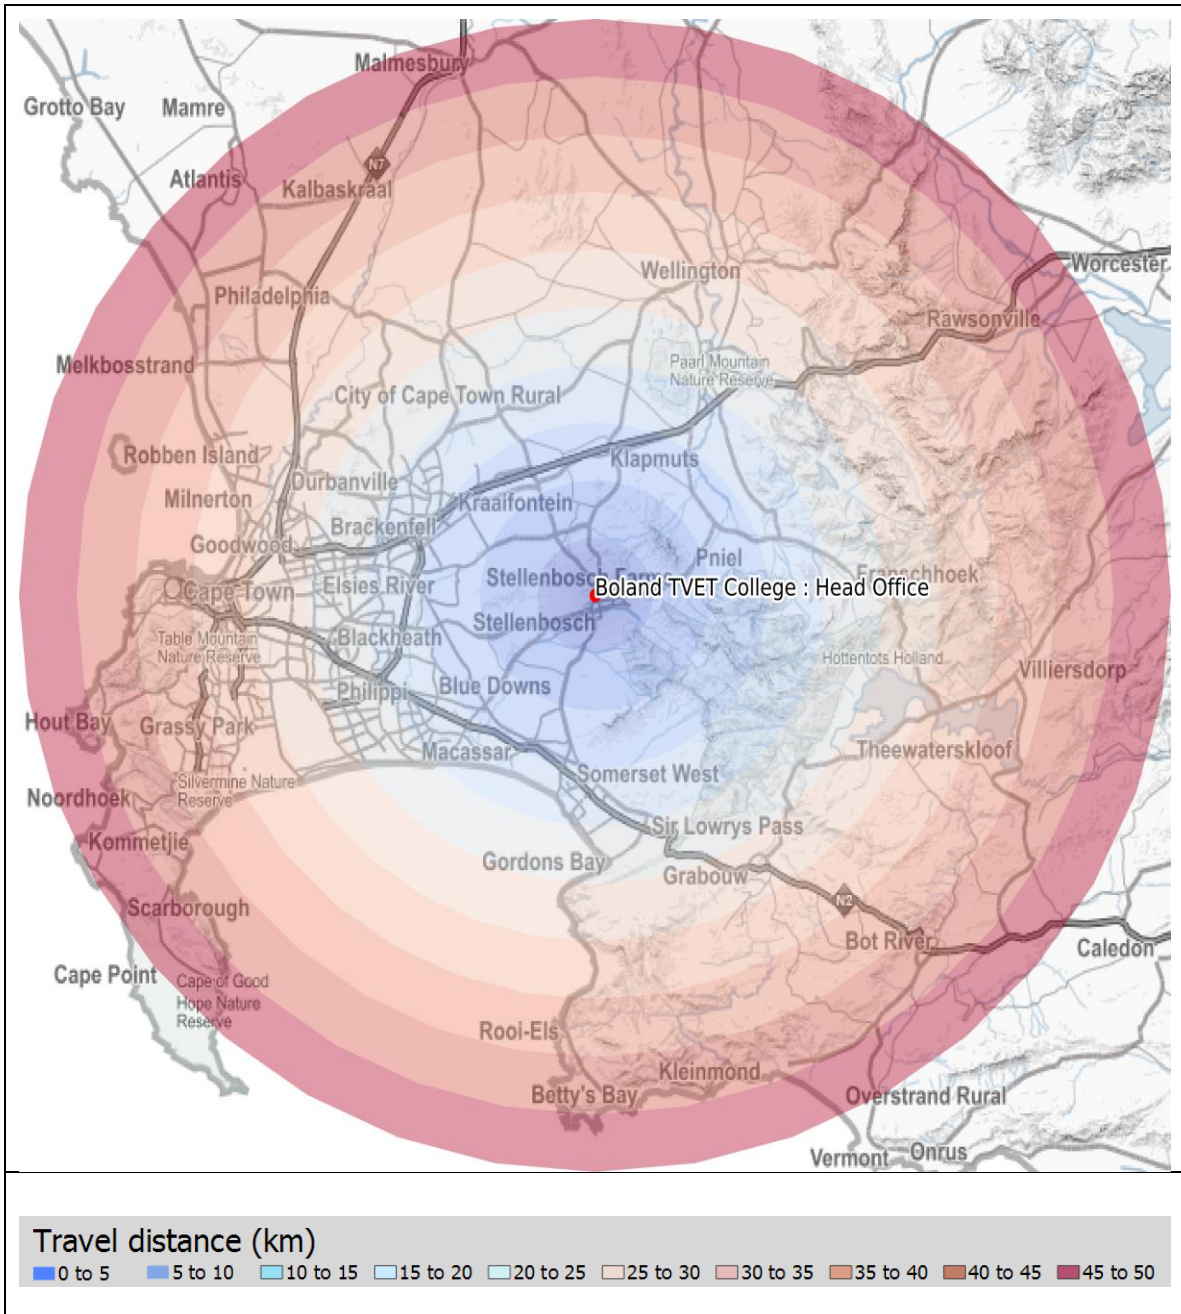 Malmesbury
Grotto Bay
Mamre
N7
Atlantis
Kalbaskraal
Worcester
Wellington
Philadelphia
Rawsonville
Melkbosstrand
Paarl Mountain
Nature Reserve
City of Cape Town Rural
Robben Island
Klapmuts
Durbanville
Milnerton
Kraaifontein
Brackenfell
Goodwood
Pniel
Stellenbosch Farms
Franschhoek
Elsies River
Boland TVET College : Head Office
Cape Town
Stellenbosch
Table Mountain
Nature Reserve
Blackheath
Hottentots Holland
Villiersdorp
Philippi
Blue Downs
Hout Bay
Grassy Park
Macassar
Theewaterskloof
Somerset West
Silvermine Nature
Reserve
Noordhoek
Sir Lowrys Pass
Kommetjie
Gordons Bay
Grabouw
N2
Scarborough
Bot River
Caledon
Cape Point
Cape of Good
Hope Nature
Reserve
Rooi-Els
Kleinmond
Betty's Bay
Overstrand Rural
Vermont
Onrus
Travel distance (km)
0 to 5 5 to 10 10 to 15 15 to 20 20 to 25 25 to 30 30 to 35 35 to 40 40 to 45 45 to 50